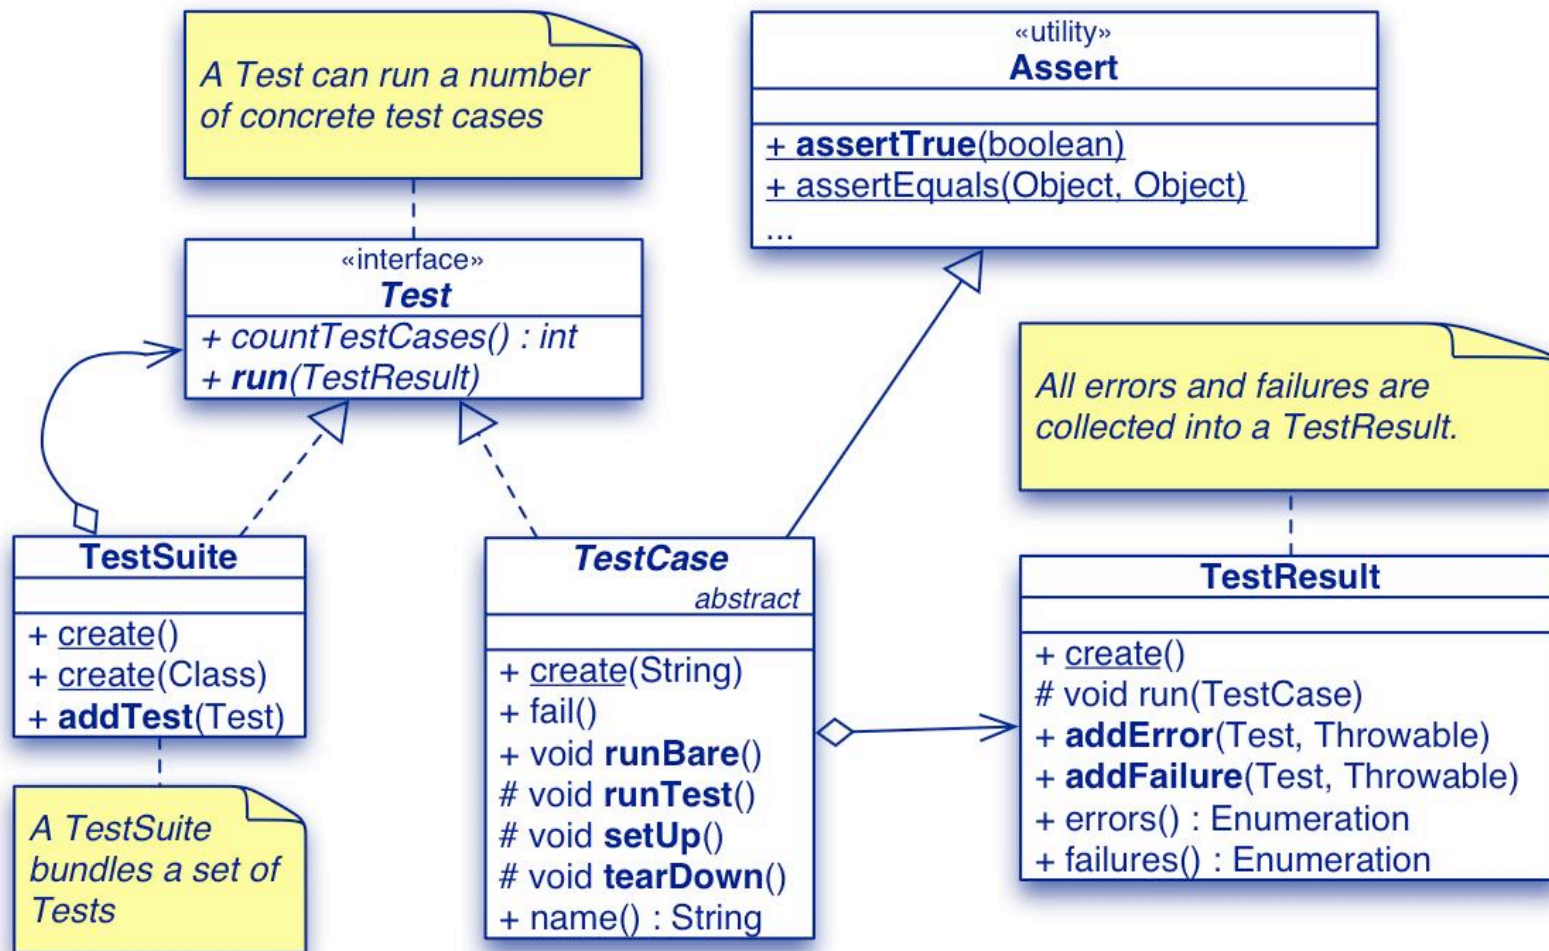 A Test can run a number
of concrete test cases
«utility»
Assert
+ assertTrue(boolean)
+ assertEquals(Object, Object)
...
«interface»
Test
+ countTestCases() : int
+ run(TestResult)
All errors and failures are
collected into a TestResult.
TestSuite
+ create()
+ create(Class)
+ addTest(Test)
A TestSuite
bundles a set of
Tests
TestCase
abstract
+ create(String)
+ fail()
+ void runBare()
# void runTest()
# void setUp()
# void tearDown()
+ name() : String
TestResult
+ create()
# void run(TestCase)
+ addError(Test, Throwable)
+ addFailure(Test, Throwable)
+ errors() : Enumeration
+ failures() : Enumeration